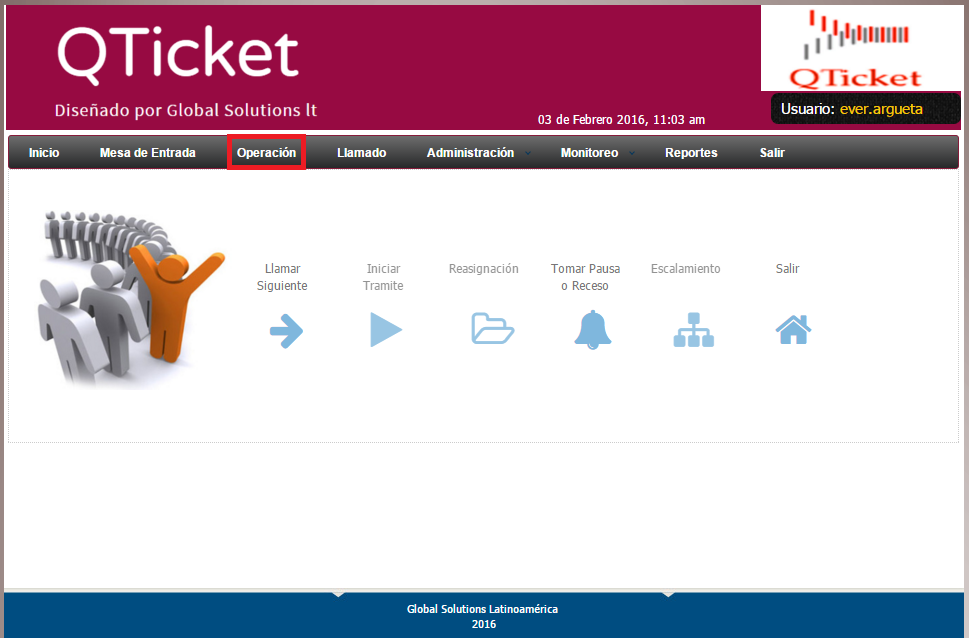 QTicket
Diseñado por Global Solutions lt
QTicket
03 de Febrero 2016, 11:03 am
Usuario: ever.argueta
Inicio
Mesa de Entrada
Operación
Llamado
Administración
Monitoreo
Reportes
Salir
Llamar
Siguiente
Iniciar
Tramite
Reasignación
Tomar Pausa
o Receso
Escalamiento
Salir
Global Solutions Latinoamérica
2016